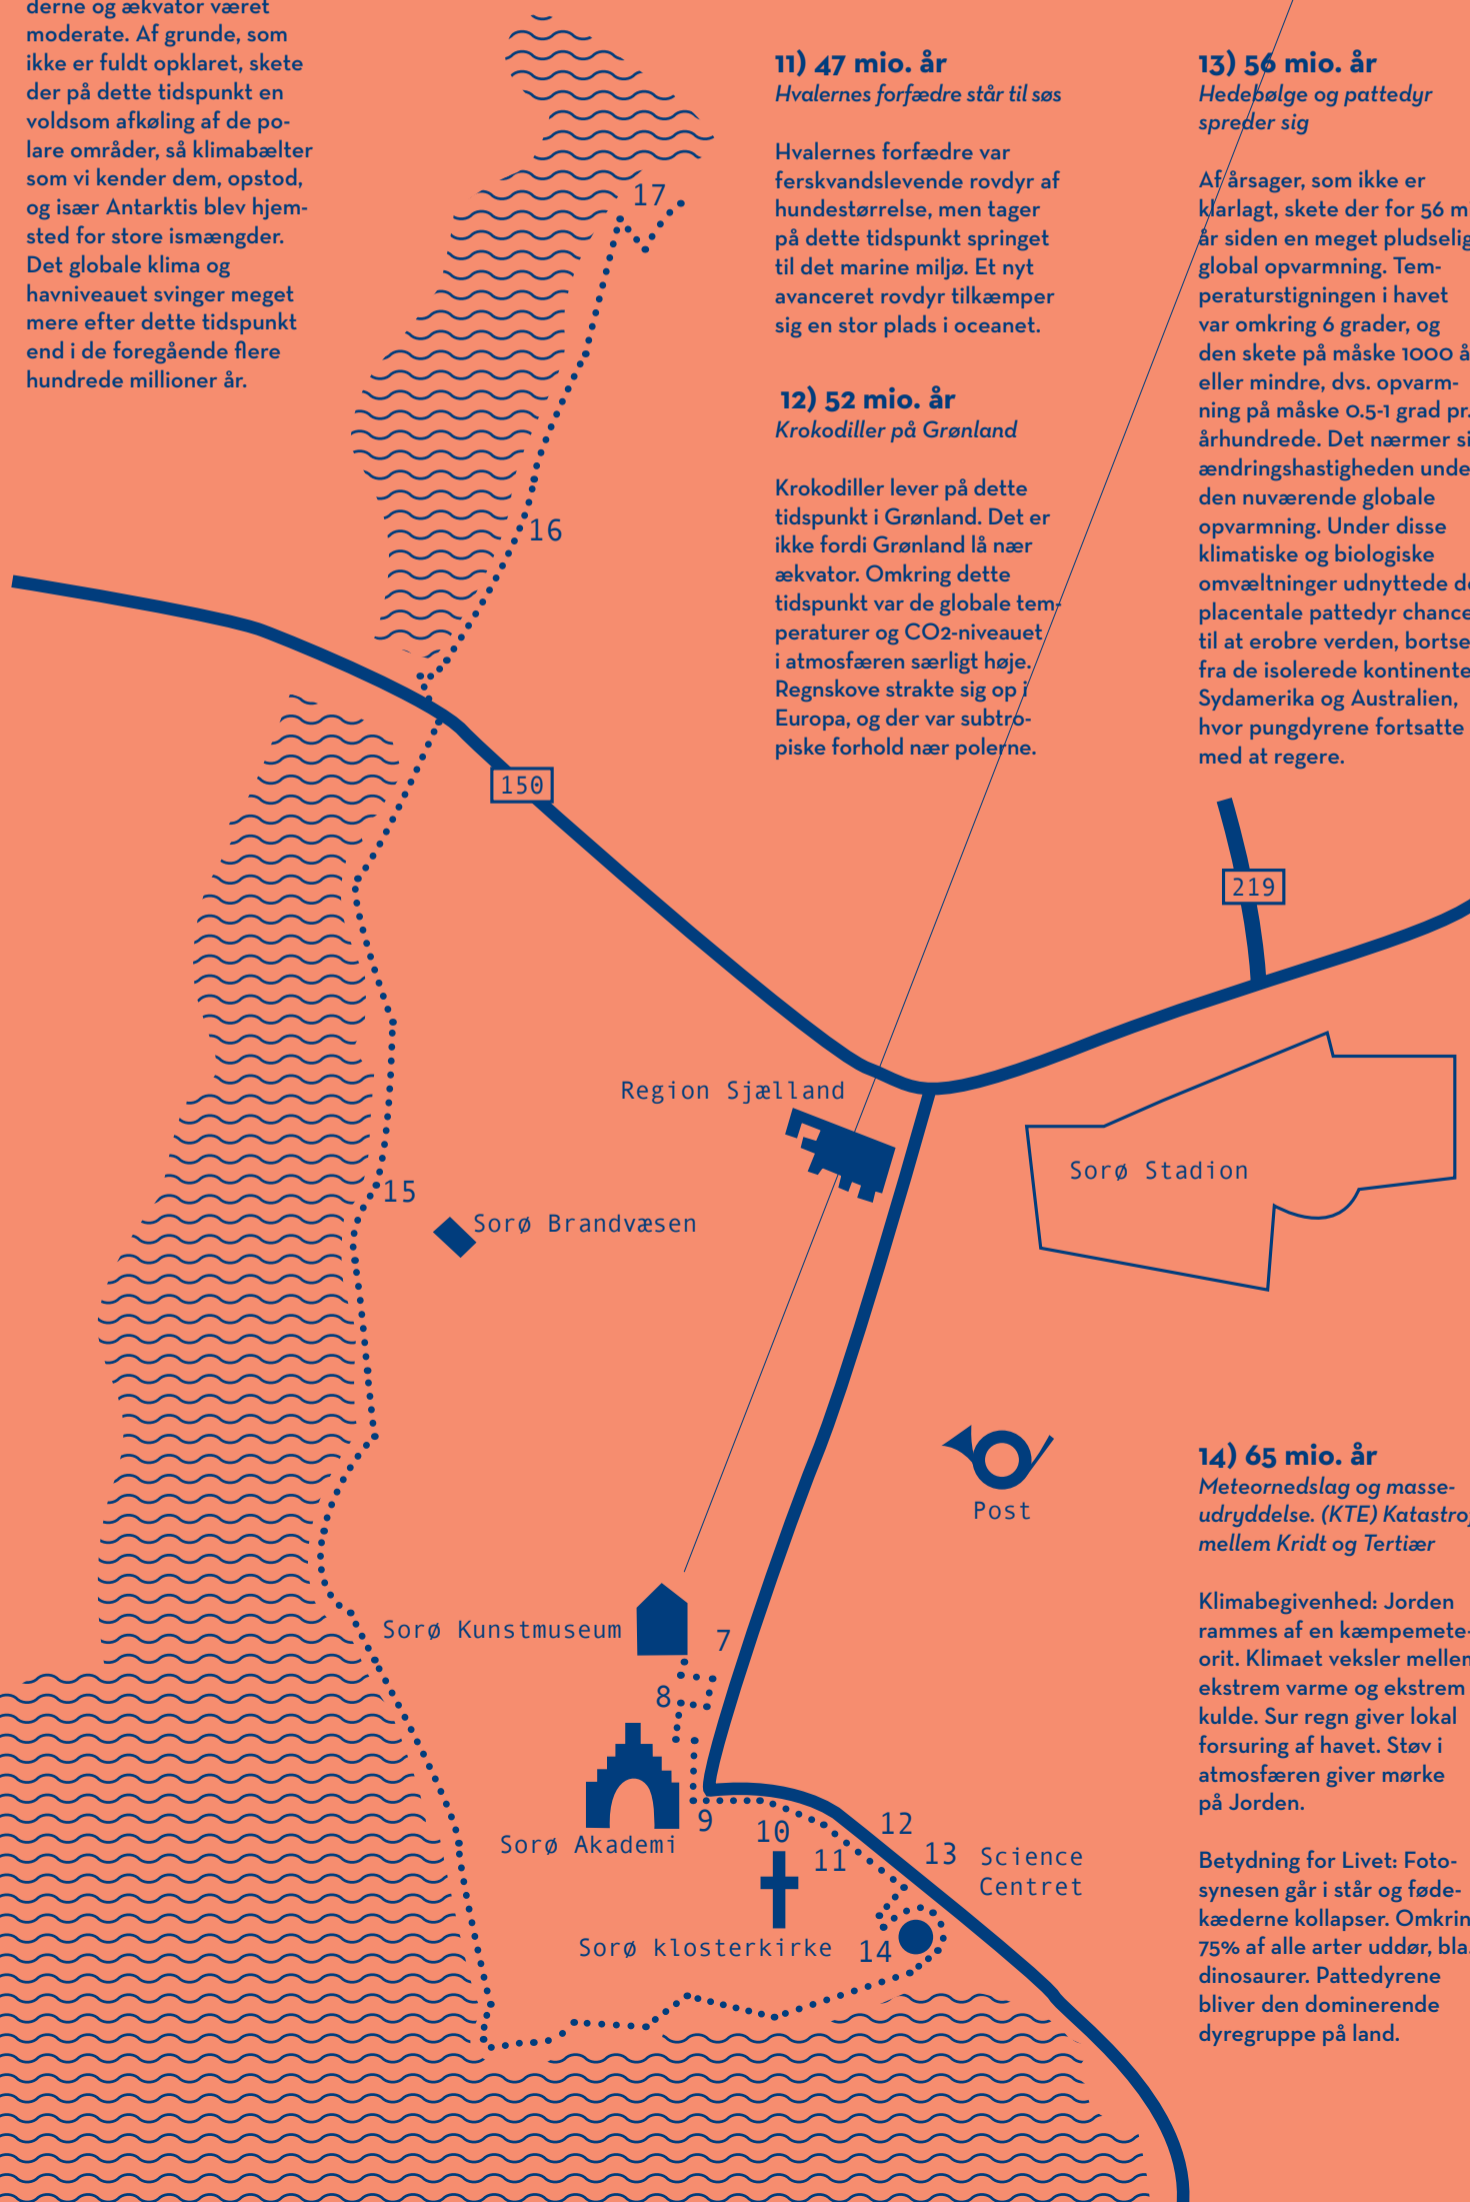 derne og ækvator været
moderate. Af grunde, som
ikke er fuldt opklaret, skete
der på dette tidspunkt en
voldsom afkøling af de po-
lare områder, så klimabælter
som vi kender dem, opstod,
og især Antarktis blev hjem-
sted for store ismængder.
Det globale klima og
havniveauet svinger meget
mere efter dette tidspunkt
end i de foregående flere
hundrede millioner år.
11) 47 mio. år
Hvalernes forfædre står til søs
Hvalernes forfædre var
ferskvandslevende rovdyr af
hundestørrelse, men tager
på dette tidspunkt springet
til det marine miljø. Et nyt
avanceret rovdyr tilkæmper
sig en stor plads i oceanet.
12) 52 mio. år
Krokodiller på Grønland
Krokodiller lever på dette
tidspunkt i Grønland. Det er
ikke fordi Grønland lå nær
ækvator. Omkring dette
tidspunkt var de globale tem-
peraturer og CO2-niveauet
i atmosfæren særligt høje.
Regnskove strakte sig op i
Europa, og der var subtro-
piske forhold nær polerne.
13) 56 mio. år
Hedebølge og pattedyr
spreder sig
Af årsager, som ikke er
klarlagt, skete der for 56 m
år siden en meget pludselig
global opvarmning. Tem-
peraturstigningen i havet
var omkring 6 grader, og
den skete på måske 1000 å
eller mindre, dvs. opvarm-
ning på måske 0.5-1 grad pr.
århundrede. Det nærmer si
ændringshastigheden unde
den nuværende globale
opvarmning. Under disse
klimatiske og biologiske
omvæltninger udnyttede de
placentale pattedyr chance
til at erobre verden, bortse
fra de isolerede kontinente
Sydamerika og Australien,
hvor pungdyrene fortsatte
med at regere.
17
16
150
219
Region Sjælland
Sorø Stadion
15
Sorø Brandvæsen
Post
14) 65 mio. år
Meteornedslag og masse-
udryddelse. (KTE) Katastro
mellem Kridt og Tertiær
Klimabegivenhed: Jorden
rammes af en kæmpemete-
orit. Klimaet veksler mellem
ekstrem varme og ekstrem
kulde. Sur regn giver lokal
forsuring af havet. Støv i
atmosfæren giver mørke
på Jorden.
Betydning for Livet: Foto-
synesen går i står og føde-
kæderne kollapser. Omkrin
75% af alle arter uddør, bla.
dinosaurer. Pattedyrene
bliver den dominerende
dyregruppe på land.
Sorø Kunstmuseum
7
8
Sorø Akademi
9
10
11
12
13
Science
Centret
Sorø klosterkirke
14